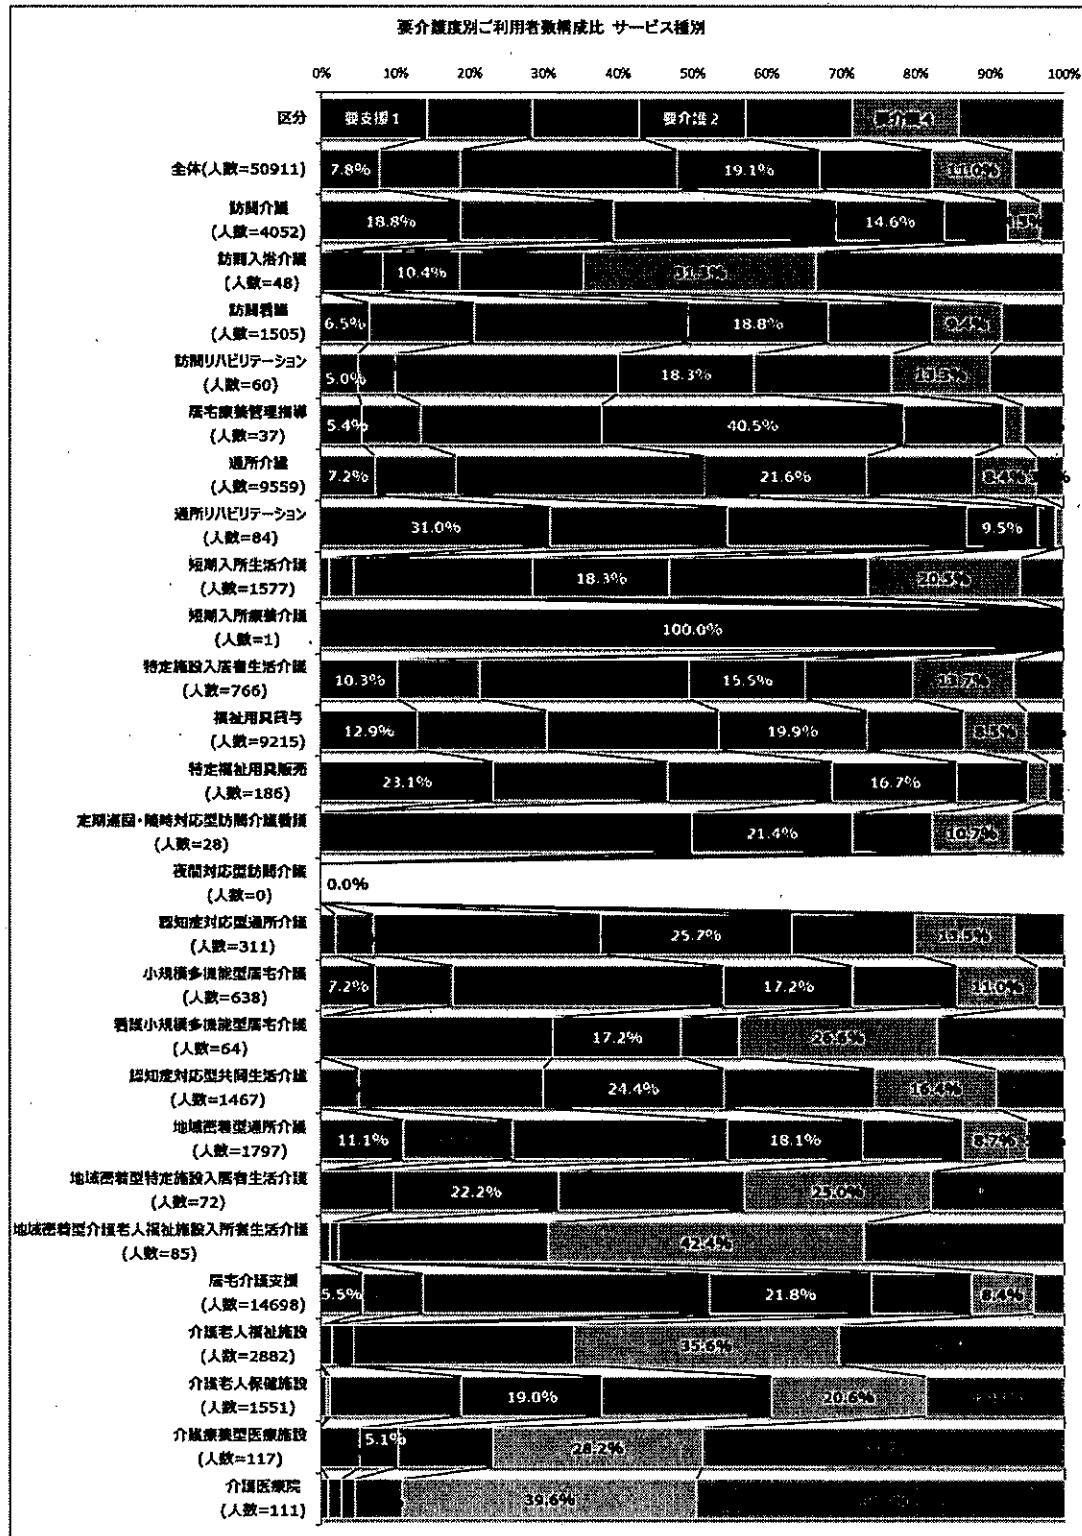 要介護度別ご利用者数構成比 サービス種別
0% 10% 20% 30% 40% 50% 60% 70% 80% 90% 100%
区分 要支援1 要介護2 要介護4
全体(人数=50911) 7.8% 19.1% 11.0%
訪問介護
(人数=4052) 18.8% 14.6%
訪問入浴介護
(人数=48) 10.4% 31.3%
訪問看護
(人数=1505) 6.5% 18.8% 9.4%
訪問リハビリテーション
(人数=60) 5.0% 18.3% 13.3%
居宅療養管理指導
(人数=37) 5.4% 40.5%
通所介護
(人数=9559) 7.2% 21.6% 8.4%
通所リハビリテーション
(人数=84) 31.0% 9.5%
短期入所生活介護
(人数=1577) 18.3% 20.5%
短期入所療養介護
(人数=1) 100.0%
特定施設入居者生活介護
(人数=766) 10.3% 15.5% 13.7%
福祉用具貸与
(人数=9215) 12.9% 19.9% 8.5%
特定福祉用具販売
(人数=186) 23.1% 16.7%
定期巡回・随時対応型訪問介護看護
(人数=28) 21.4% 10.7%
夜間対応型訪問介護
(人数=0) 0.0%
認知症対応型通所介護
(人数=311) 25.7% 13.5%
小規模多機能型居宅介護
(人数=638) 7.2% 17.2% 11.0%
看護小規模多機能型居宅介護
(人数=64) 17.2% 26.6%
認知症対応型共同生活介護
(人数=1467) 24.4% 16.4%
地域密着型通所介護
(人数=1797) 11.1% 18.1% 8.7%
地域密着型特定施設入居者生活介護
(人数=72) 22.2% 25.0%
地域密着型介護老人福祉施設入所者生活介護
(人数=85) 42.4%
居宅介護支援
(人数=14698) 5.5% 21.8% 8.4%
介護老人福祉施設
(人数=2882) 35.6%
介護老人保健施設
(人数=1551) 19.0% 20.6%
介護療養型医療施設
(人数=117) 5.1% 28.2%
介護医療院
(人数=111) 39.6%